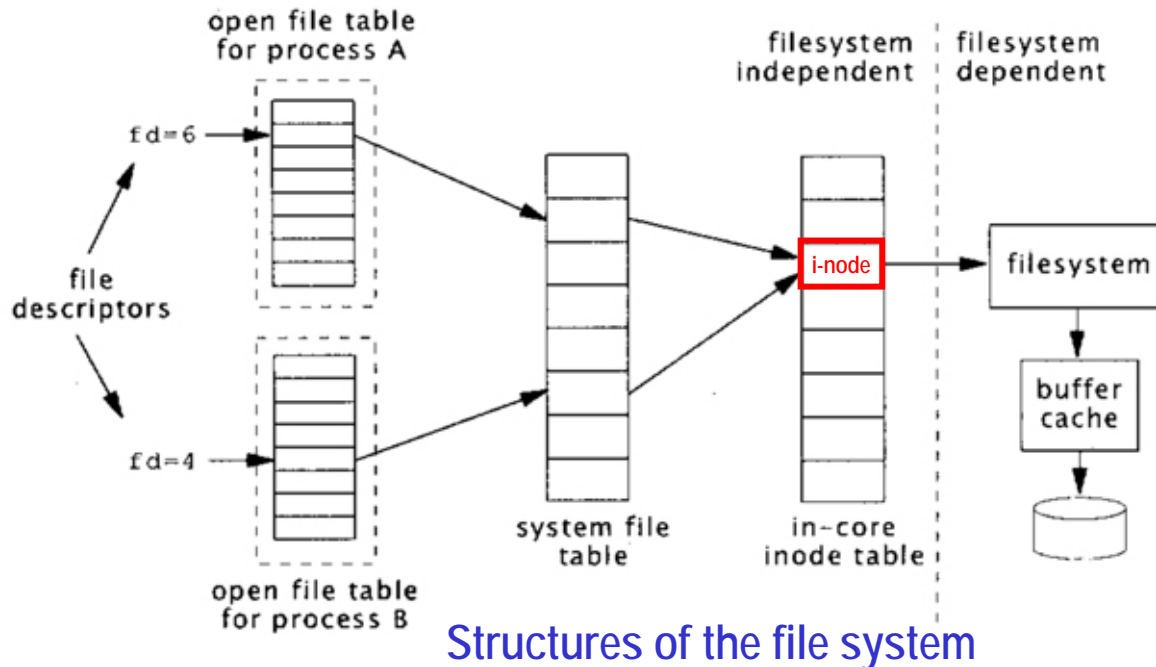 open file table
for process A
filesystem
independent
filesystem
dependent
fd=6
file
descriptors
i-node
filesystem
buffer
cache
fd=4
system file
table
in-core
inode table
open file table
for process B
Structures of the file system